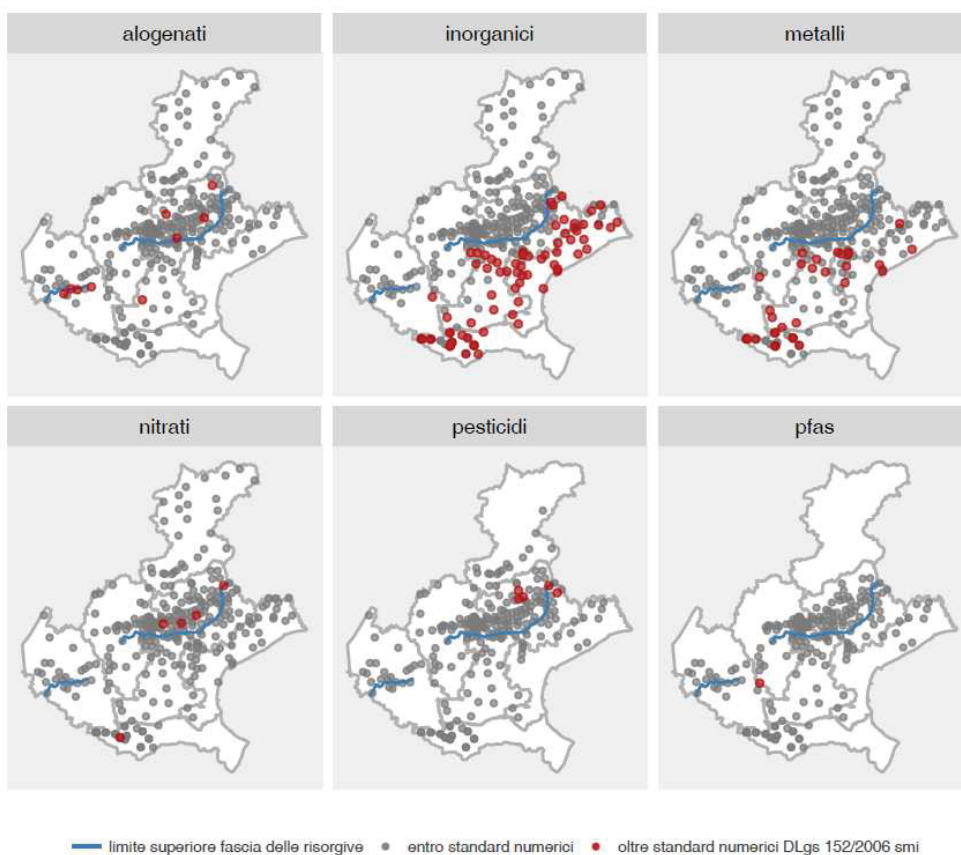 alogenati
inorganici
metalli
nitrati
pesticidi
pfas
limite superiore fascia delle risorgive entro standard numerici oltre standard numerici DLgs 152/2006 smi